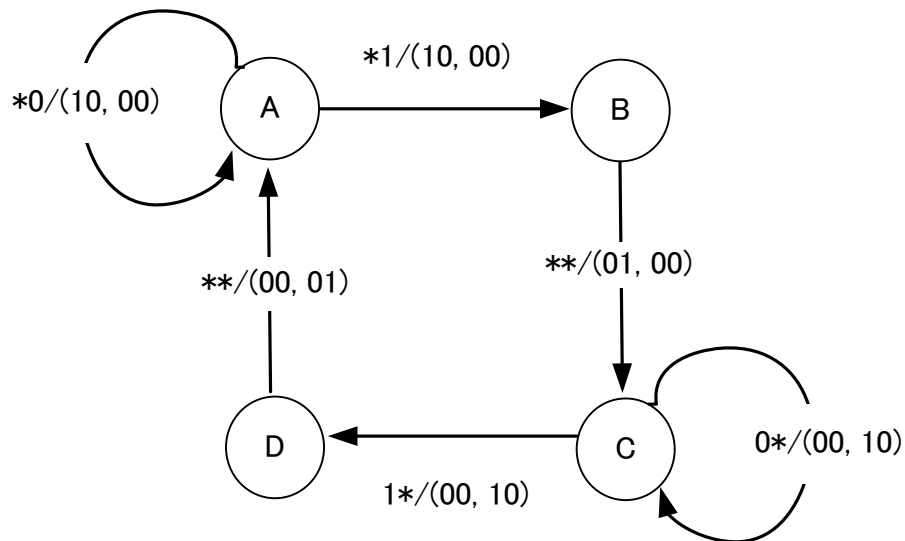 *1/(10, 00)
*0/(10, 00)
A
B
**/(00, 01)
**/(01, 00)
D
C
0*/(00, 10)
1*/(00, 10)